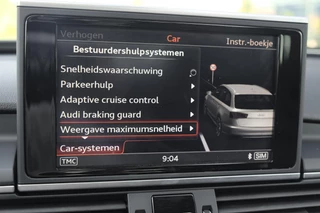 Verhogen Car Instr.-boekje
Bestuurdershulpsystemen
Snelheidswaarschuwing
Parkeerhulp
Adaptive cruise control
Audi braking guard
Weergave maximumsnelheid
Car-systemen
TMC 9:04 SIM